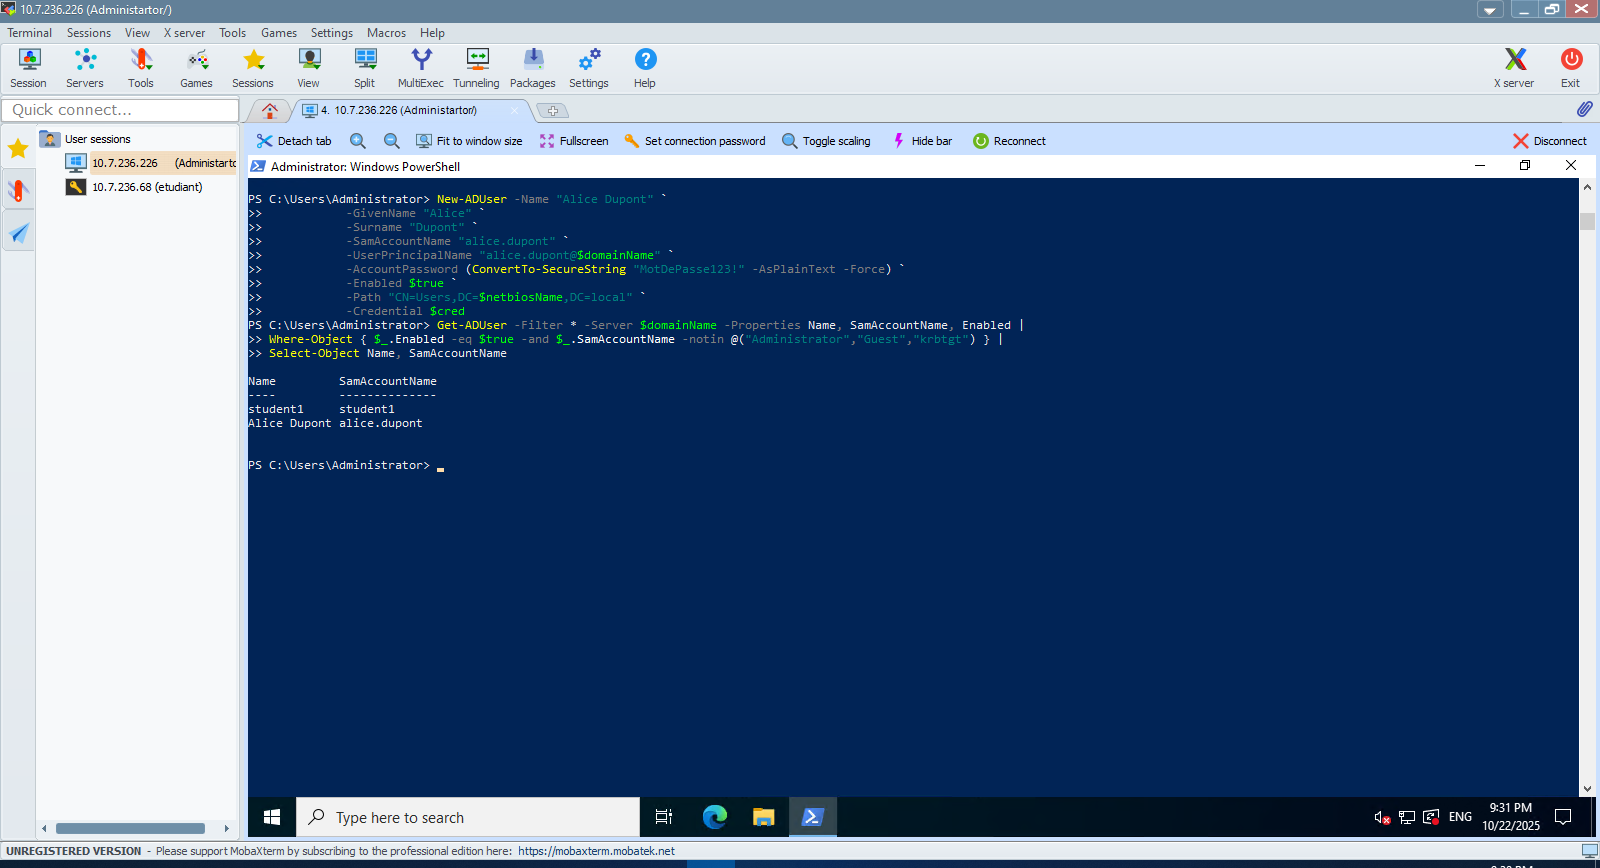 10.7.236.226 (Administartor/)
Terminal Sessions View X server Tools Games Settings Macros Help
Session Servers Tools Games Sessions View Split MultiExec Tunneling Packages Settings Help X server Exit
Quick connect...
4. 10.7.236.226 (Administartor/)
User sessions
10.7.236.226 (Administarto
10.7.236.68 (etudiant)
Detach tab Fit to window size Fullscreen Set connection password Toggle scaling Hide bar Reconnect Disconnect
Administrator: Windows PowerShell
PS C:\Users\Administrator> New-ADUser -Name "Alice Dupont" `
>> -GivenName "Alice" `
>> -Surname "Dupont" `
>> -SamAccountName "alice.dupont" `
>> -UserPrincipalName "alice.dupont@$domainName" `
>> -AccountPassword (ConvertTo-SecureString "MotDePasse123!" -AsPlainText -Force) `
>> -Enabled $true `
>> -Path "CN=Users,DC=$netbiosName,DC=local" `
>> -Credential $cred
PS C:\Users\Administrator> Get-ADUser -Filter * -Server $domainName -Properties Name, SamAccountName, Enabled |
>> Where-Object { $_.Enabled -eq $true -and $_.SamAccountName -notin @("Administrator","Guest","krbtgt") } |
>> Select-Object Name, SamAccountName
Name SamAccountName
---- --------------
student1 student1
Alice Dupont alice.dupont
PS C:\Users\Administrator>
Type here to search
ENG
9:31 PM
10/22/2025
UNREGISTERED VERSION - Please support MobaXterm by subscribing to the professional edition here: https://mobaxterm.mobatek.net